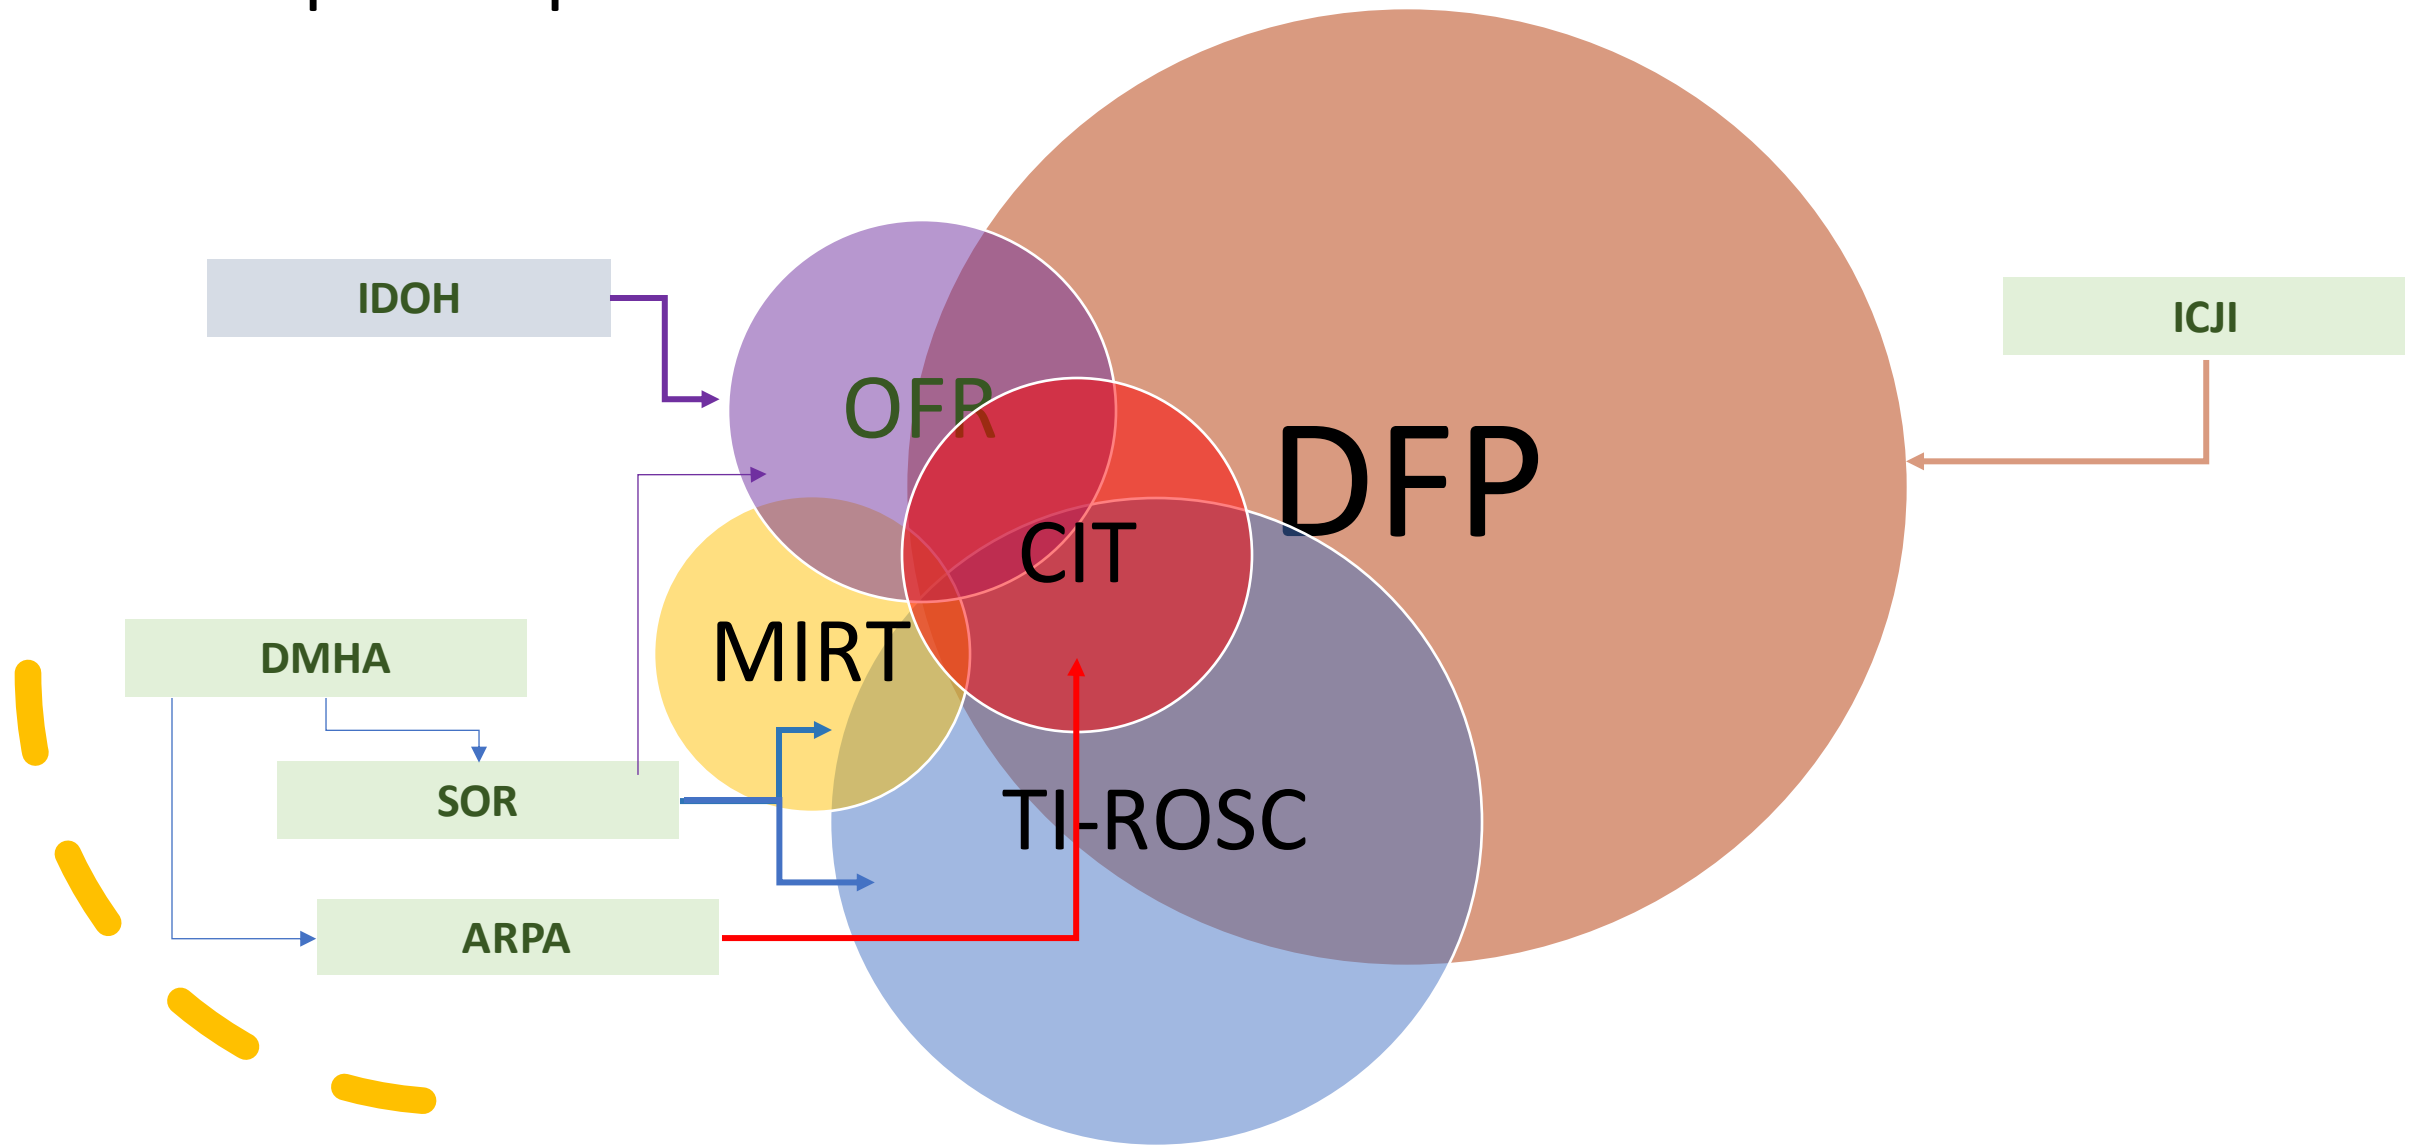 IDOH
ICJI
OFR
DFP
CIT
MIRT
DMHA
SOR
TI-ROSC
ARPA